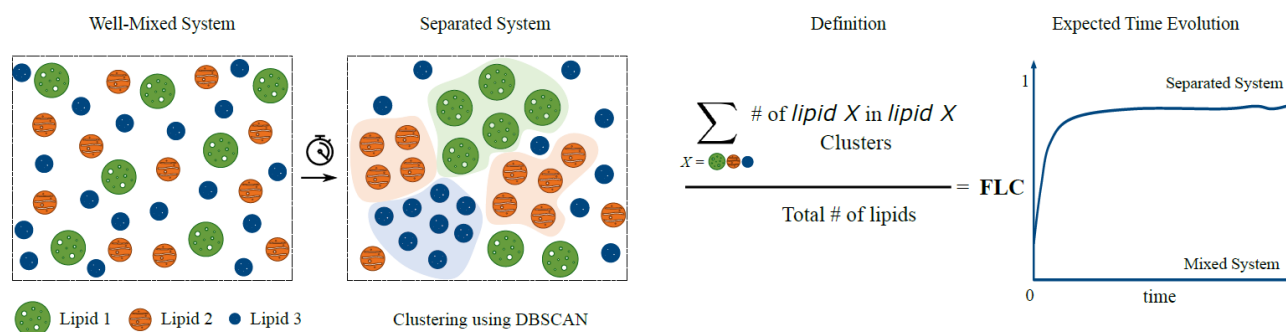 Well-Mixed System
Separated System
Lipid 1
Lipid 2
Lipid 3
Clustering using DBSCAN
Definition
∑ # of lipid X in lipid X
Clusters
X =
Total # of lipids
= FLC
Expected Time Evolution
1
Separated System
Mixed System
0
time